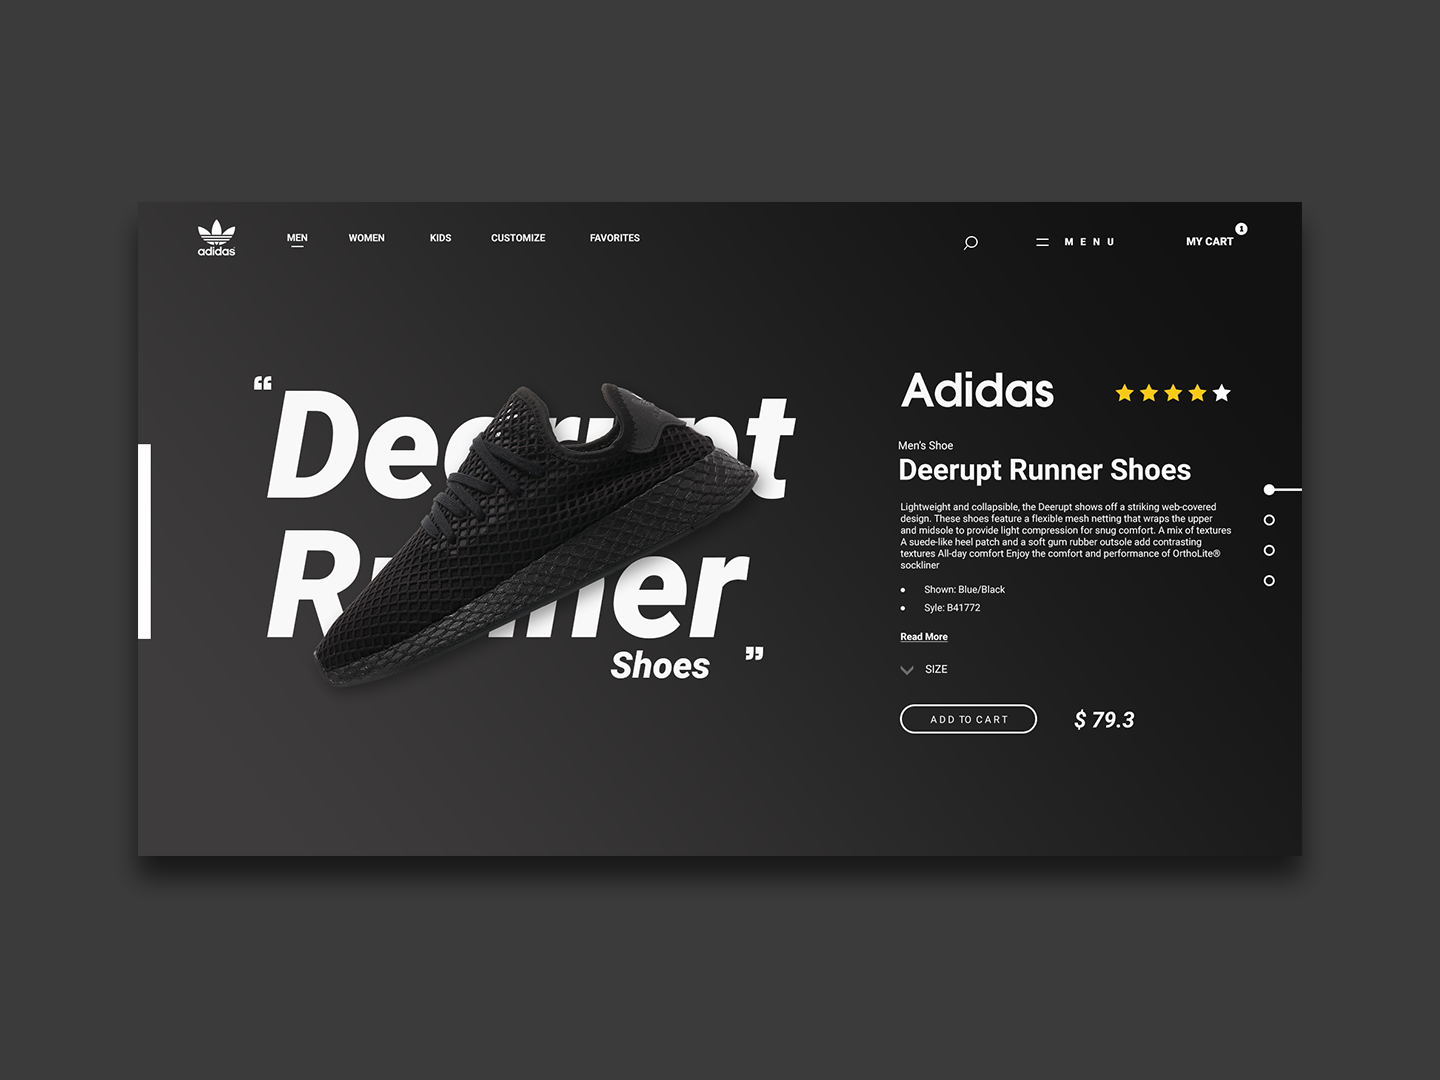 adidas
MEN WOMEN KIDS CUSTOMIZE FAVORITES
MENU
MY CART 1
“Deerupt
Runner
Shoes ”
Adidas
Men's Shoe
Deerupt Runner Shoes
Lightweight and collapsible, the Deerupt shows off a striking web-covered
design. These shoes feature a flexible mesh netting that wraps the upper
and midsole to provide light compression for snug comfort. A mix of textures
A suede-like heel patch and a soft gum rubber outsole add contrasting
textures All-day comfort Enjoy the comfort and performance of OrthoLite®
sockliner
• Shown: Blue/Black
• Syle: B41772
Read More
SIZE
ADD TO CART $ 79.3